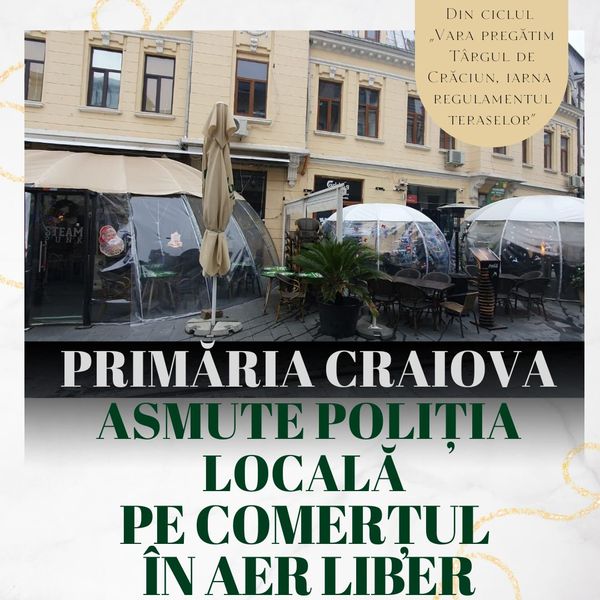 Din ciclul
„Vara pregătim
Târgul de
Crăciun, iarna
regulamentul
teraselor”
STEAM
PUNK
PRIMĂRIA CRAIOVA
ASMUTE POLIȚIA
LOCALĂ
PE COMERȚUL
ÎN AER LIBER